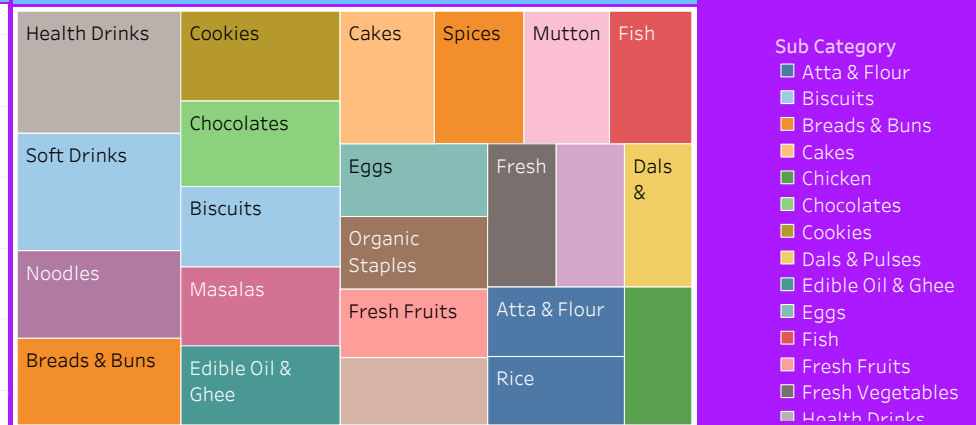 Health Drinks
Cookies
Cakes
Spices
Mutton
Fish
Chocolates
Soft Drinks
Eggs
Fresh
Dals
&
Biscuits
Organic
Staples
Noodles
Masalas
Fresh Fruits
Atta & Flour
Breads & Buns
Edible Oil &
Ghee
Rice
Sub Category
Atta & Flour
Biscuits
Breads & Buns
Cakes
Chicken
Chocolates
Cookies
Dals & Pulses
Edible Oil & Ghee
Eggs
Fish
Fresh Fruits
Fresh Vegetables
Health Drinks